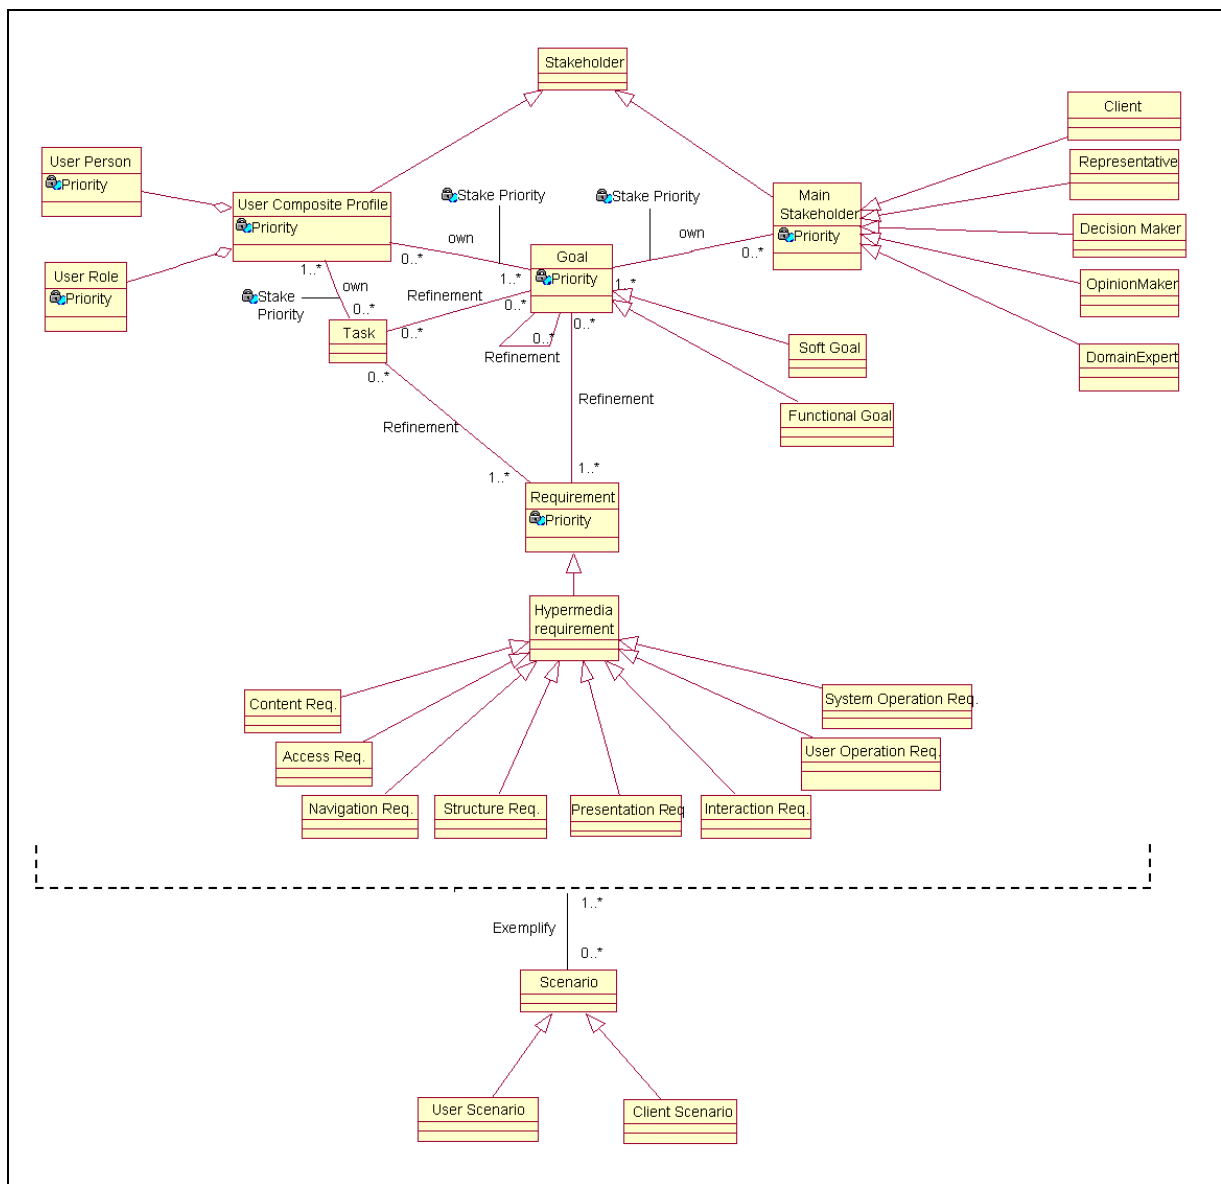 Stakeholder
Client
User Person
Priority
Representative
User Composite Profile
Priority
Stake Priority
Stake Priority
Main
Stakeholder
Priority
Decision Maker
own
own
0..*
1..*
0..*
1..*
Goal
Priority
User Role
Priority
1..*
own
0..*
Stake
Priority
OpinionMaker
Refinement
0..*
0..*
Task
0..*
0..*
Refinement
0..*
Soft Goal
DomainExpert
Refinement
Functional Goal
Refinement
1..*
1..*
Requirement
Priority
Hypermedia
requirement
Content Req.
System Operation Req.
Access Req.
User Operation Req.
Navigation Req.
Structure Req.
Presentation Req
Interaction Req.
1..*
Exemplify
0..*
Scenario
User Scenario
Client Scenario